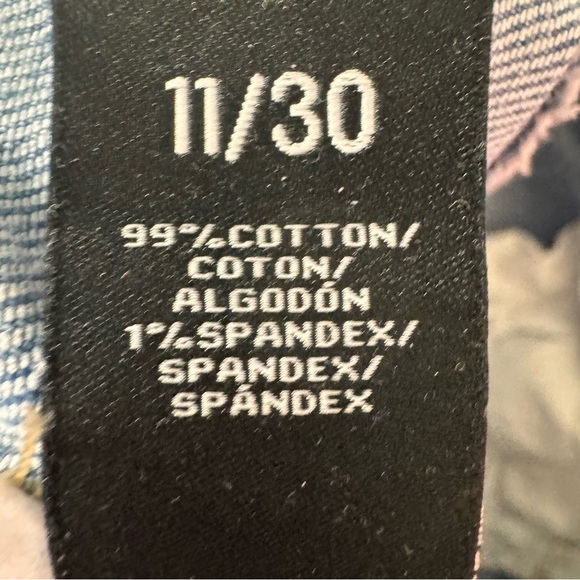 11/30
99%COTTON/
COTON/
ALGODÓN
1%SPANDEX/
SPANDEX/
SPÁNDEX